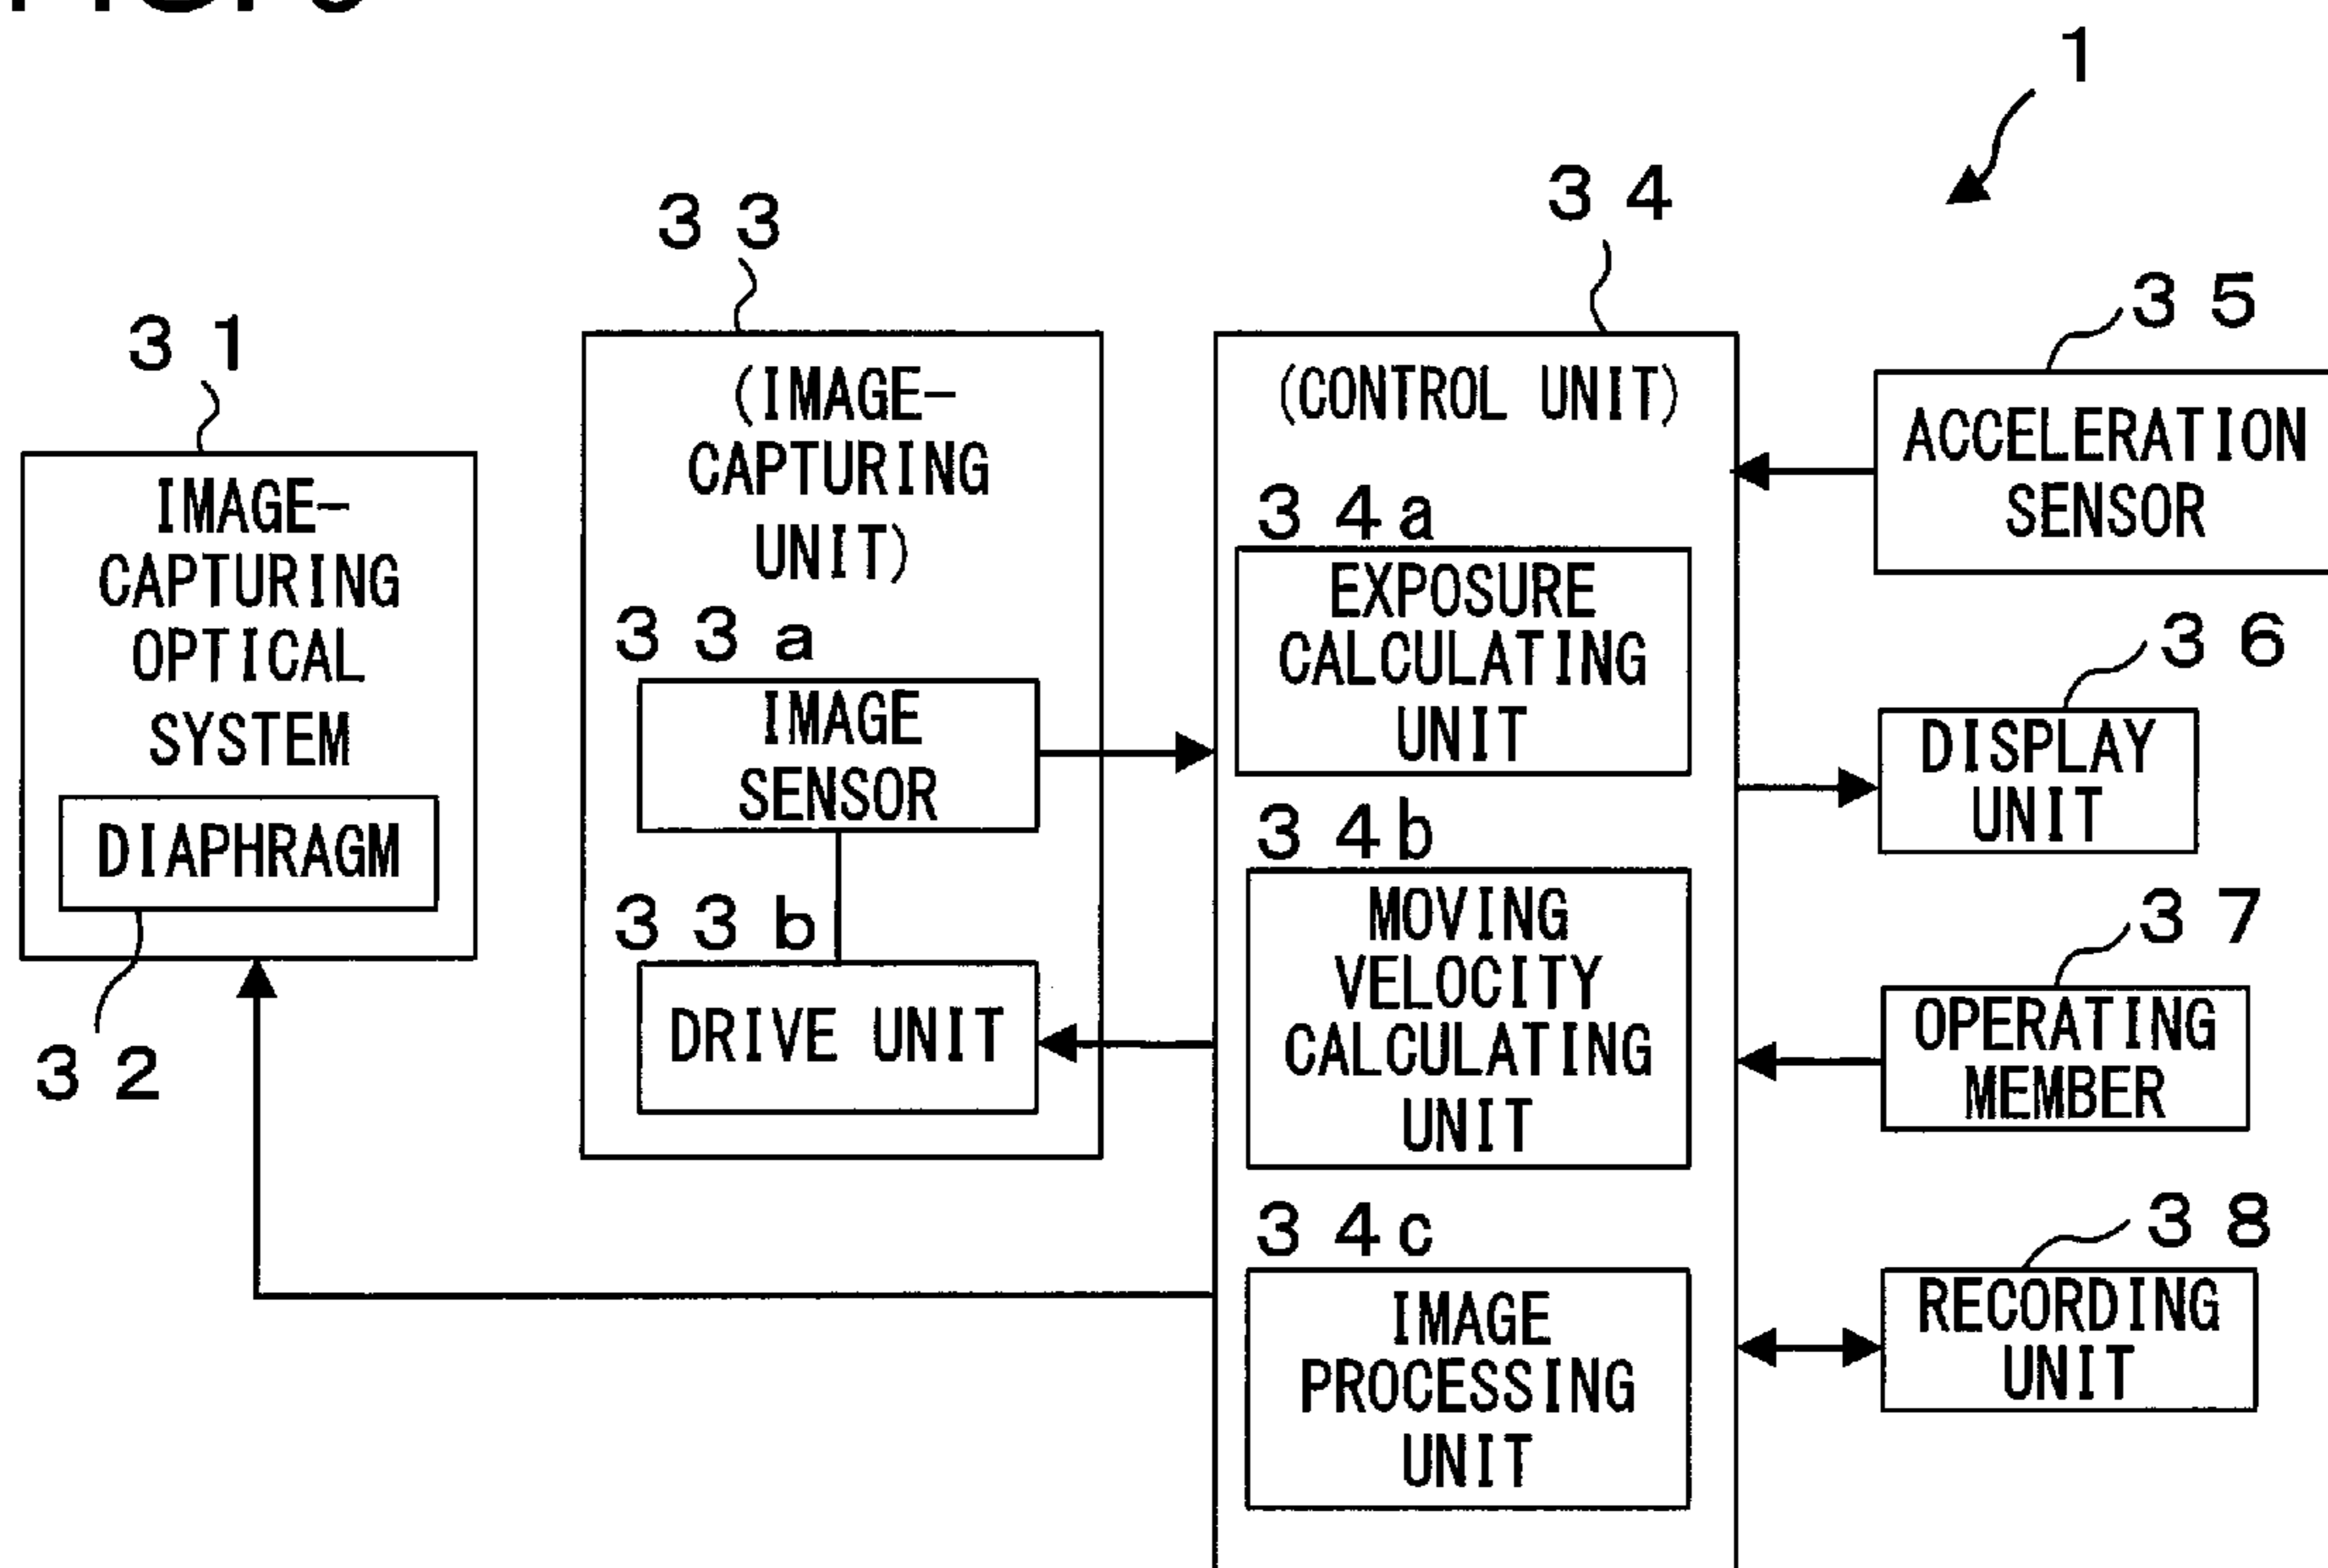 1
31
IMAGE-
CAPTURING
OPTICAL
SYSTEM
DIAPHRAGM
32
33
(IMAGE-
CAPTURING
UNIT)
33a
IMAGE
SENSOR
33b
DRIVE UNIT
34
(CONTROL UNIT)
34a
EXPOSURE
CALCULATING
UNIT
34b
MOVING
VELOCITY
CALCULATING
UNIT
34c
IMAGE
PROCESSING
UNIT
35
ACCELERATION
SENSOR
36
DISPLAY
UNIT
37
OPERATING
MEMBER
38
RECORDING
UNIT